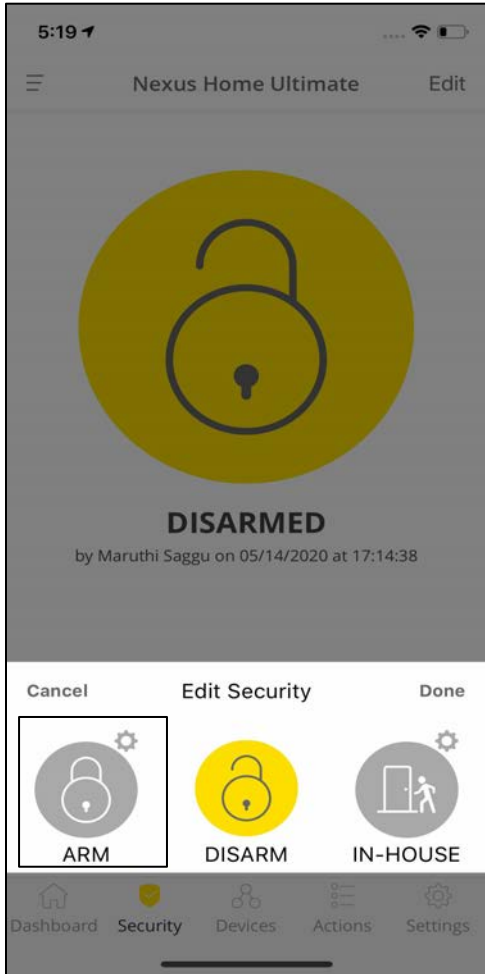 5:19
Nexus Home Ultimate Edit
DISARMED
by Maruthi Saggu on 05/14/2020 at 17:14:38
Cancel Edit Security Done
ARM DISARM IN-HOUSE
Dashboard Security Devices Actions Settings